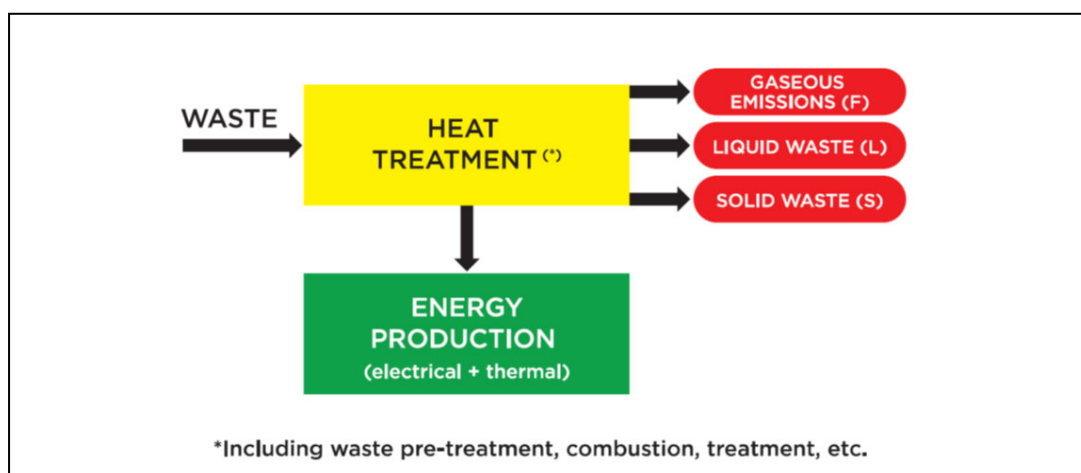 WASTE
HEAT
TREATMENT (*)
GASEOUS
EMISSIONS (F)
LIQUID WASTE (L)
SOLID WASTE (S)
ENERGY
PRODUCTION
(electrical + thermal)
*Including waste pre-treatment, combustion, treatment, etc.